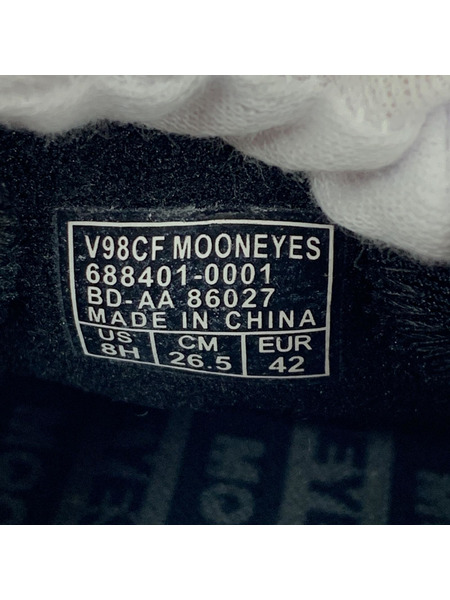 V98CF MOONEYES
688401-0001
BD-AA 86027
MADE IN CHINA
US CM EUR
8H 26.5 42